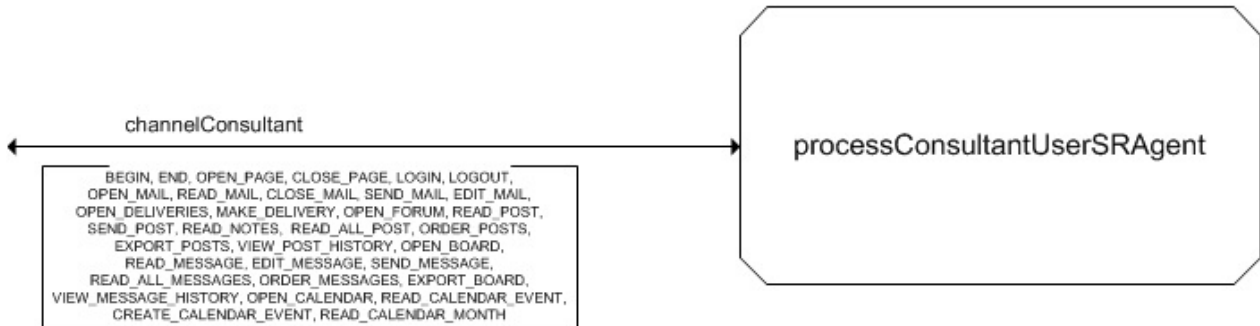 channelConsultant
processConsultantUserSRAgent
BEGIN, END, OPEN_PAGE, CLOSE_PAGE, LOGIN, LOGOUT,
OPEN_MAIL, READ_MAIL, CLOSE_MAIL, SEND_MAIL, EDIT_MAIL,
OPEN_DELIVERIES, MAKE_DELIVERY, OPEN_FORUM, READ_POST,
SEND_POST, READ_NOTES, READ_ALL_POST, ORDER_POSTS,
EXPORT_POSTS, VIEW_POST_HISTORY, OPEN_BOARD,
READ_MESSAGE, EDIT_MESSAGE, SEND_MESSAGE,
READ_ALL_MESSAGES, ORDER_MESSAGES, EXPORT_BOARD,
VIEW_MESSAGE_HISTORY, OPEN_CALENDAR, READ_CALENDAR_EVENT,
CREATE_CALENDAR_EVENT, READ_CALENDAR_MONTH